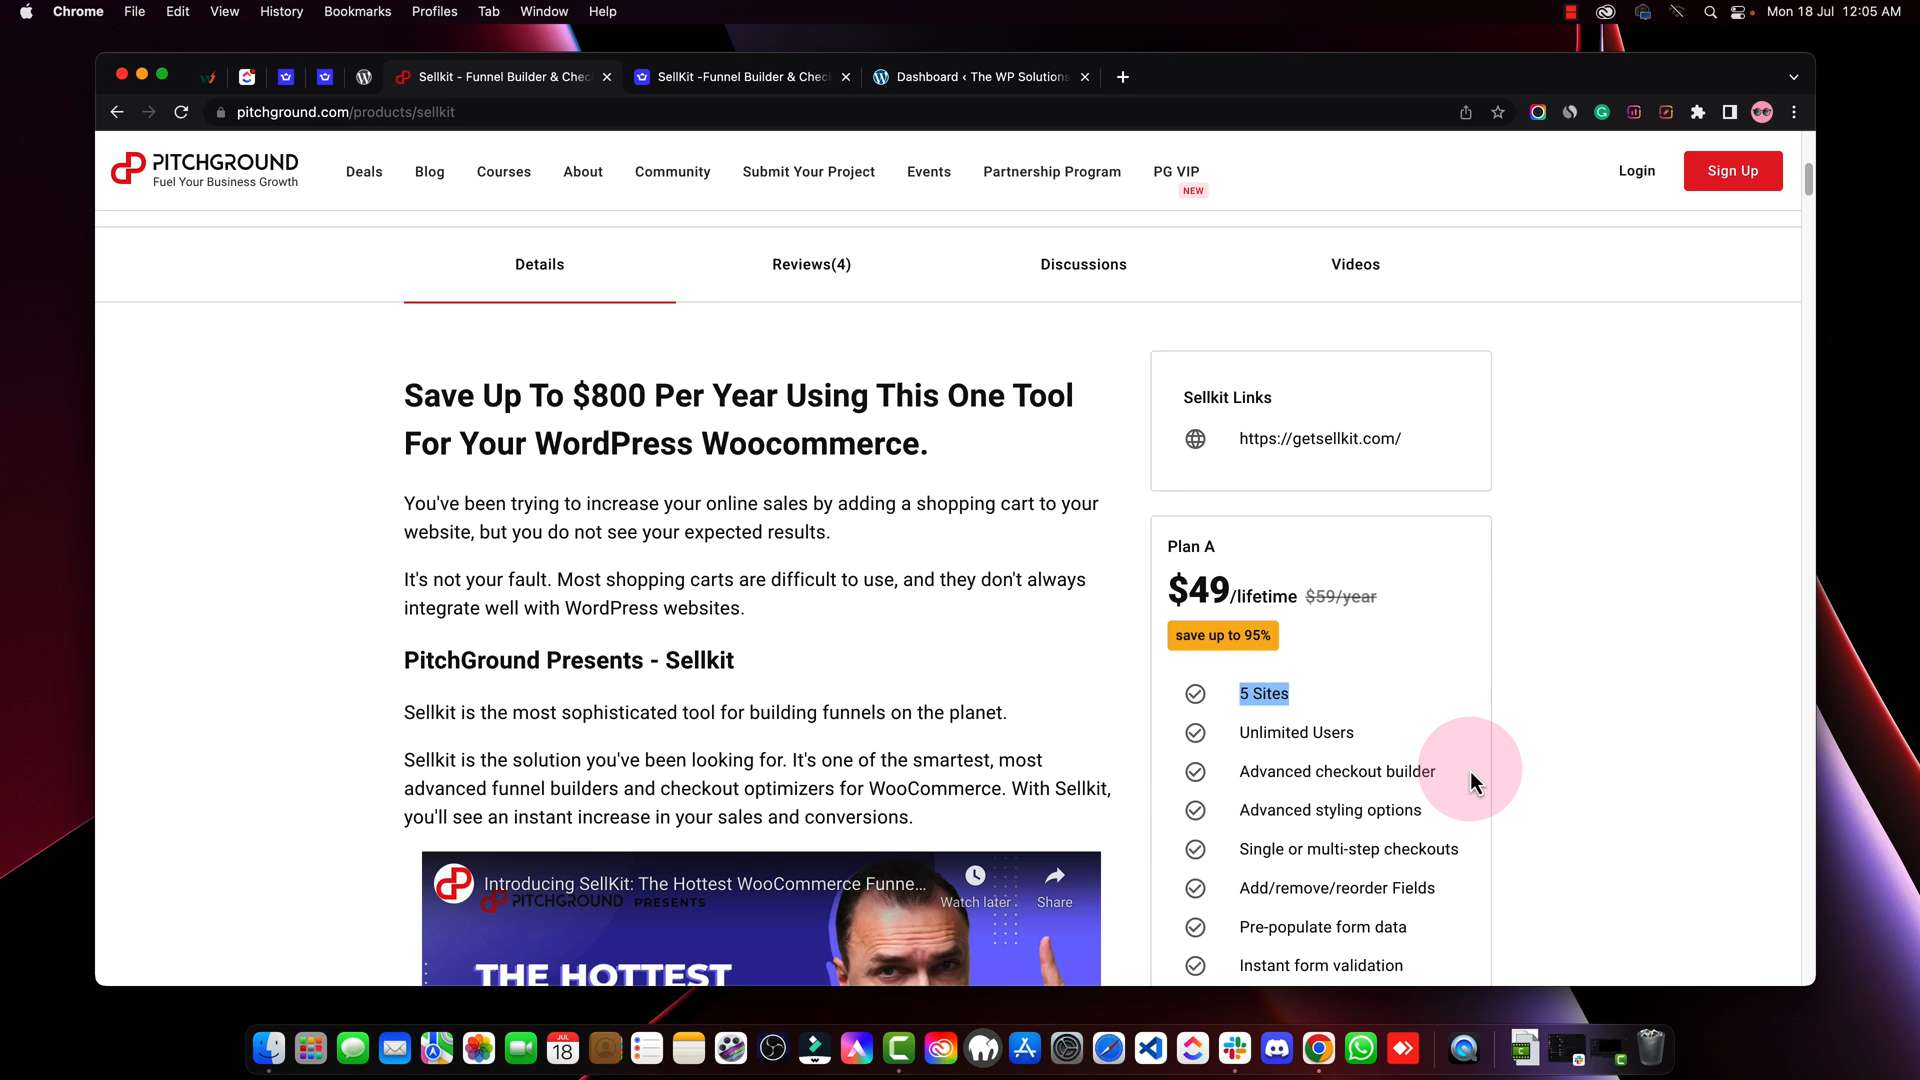 Chrome File Edit View History Bookmarks Profiles Tab Window Help
Mon 18 Jul 12:05 AM
Sellkit - Funnel Builder & Chec
SellKit -Funnel Builder & Chec
Dashboard ‹ The WP Solutions
pitchground.com/products/sellkit
PITCHGROUND
Fuel Your Business Growth
Deals Blog Courses About Community Submit Your Project Events Partnership Program PG VIP
NEW
Login
Sign Up
Details Reviews(4) Discussions Videos
Save Up To $800 Per Year Using This One Tool
For Your WordPress Woocommerce.
You've been trying to increase your online sales by adding a shopping cart to your
website, but you do not see your expected results.
It's not your fault. Most shopping carts are difficult to use, and they don't always
integrate well with WordPress websites.
PitchGround Presents - Sellkit
Sellkit is the most sophisticated tool for building funnels on the planet.
Sellkit is the solution you've been looking for. It's one of the smartest, most
advanced funnel builders and checkout optimizers for WooCommerce. With Sellkit,
you'll see an instant increase in your sales and conversions.
Introducing SellKit: The Hottest WooCommerce Funne...
Watch later
Share
PITCHGROUND PRESENTS
THE HOTTEST
Sellkit Links
https://getsellkit.com/
Plan A
$49/lifetime $59/year
save up to 95%
5 Sites
Unlimited Users
Advanced checkout builder
Advanced styling options
Single or multi-step checkouts
Add/remove/reorder Fields
Pre-populate form data
Instant form validation
JUL
18